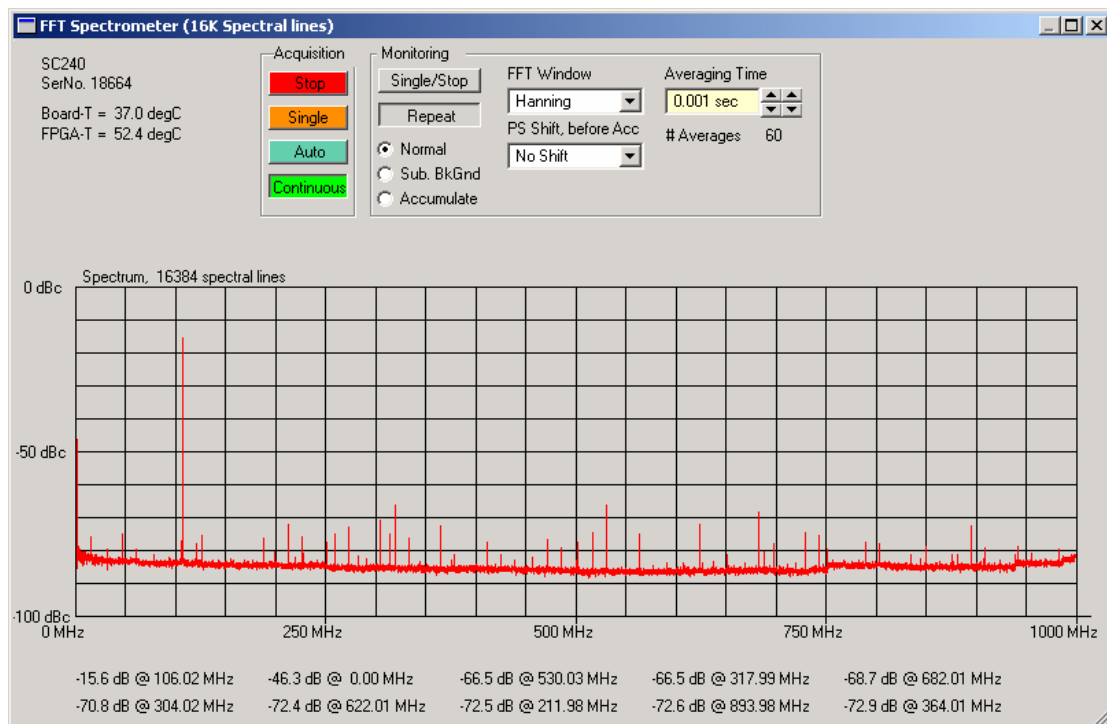 FFT Spectrometer (16K Spectral lines)
SC240
SerNo. 18664
Board-T = 37.0 degC
FPGA-T = 52.4 degC
Acquisition
Stop
Single
Auto
Continuous
Monitoring
Single/Stop
Repeat
Normal
Sub. BkGnd
Accumulate
FFT Window
Hanning
PS Shift, before Acc
No Shift
Averaging Time
0.001 sec
# Averages 60
Spectrum, 16384 spectral lines
0 dBc
-50 dBc
-100 dBc
0 MHz 250 MHz 500 MHz 750 MHz 1000 MHz
-15.6 dB @ 106.02 MHz -46.3 dB @ 0.00 MHz -66.5 dB @ 530.03 MHz -66.5 dB @ 317.99 MHz -68.7 dB @ 682.01 MHz
-70.8 dB @ 304.02 MHz -72.4 dB @ 622.01 MHz -72.5 dB @ 211.98 MHz -72.6 dB @ 893.98 MHz -72.9 dB @ 364.01 MHz